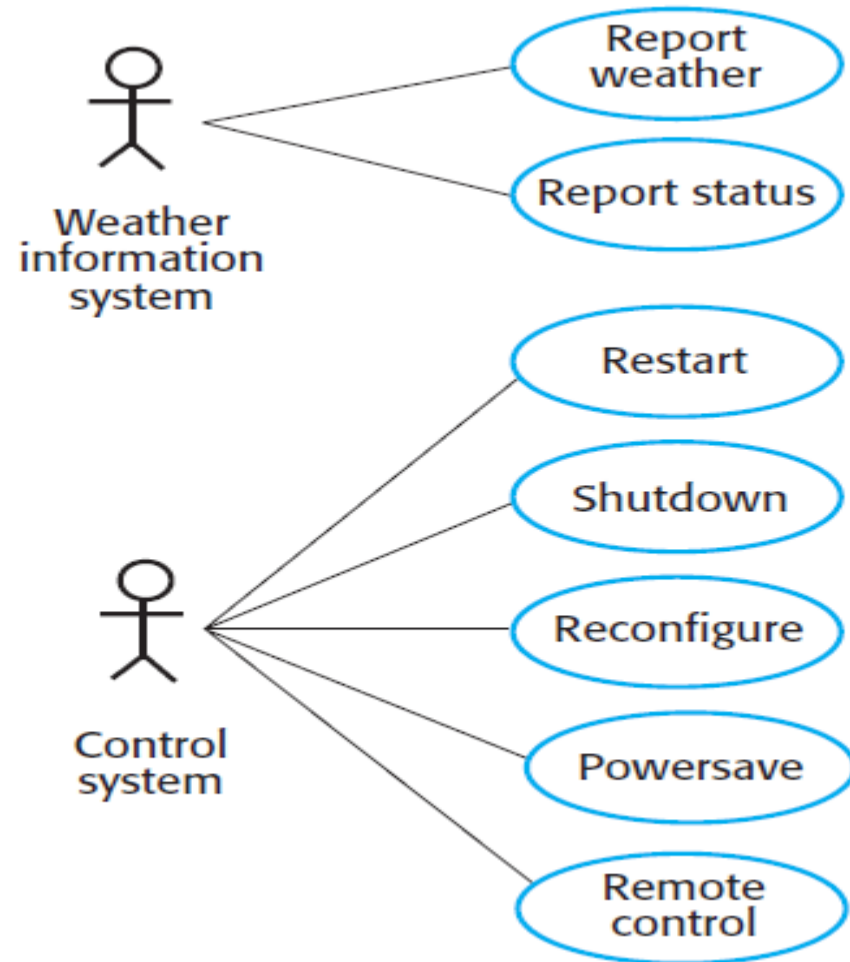 Report
weather
Report status
Weather
information
system
Restart
Shutdown
Reconfigure
Control
system
Powersave
Remote
control